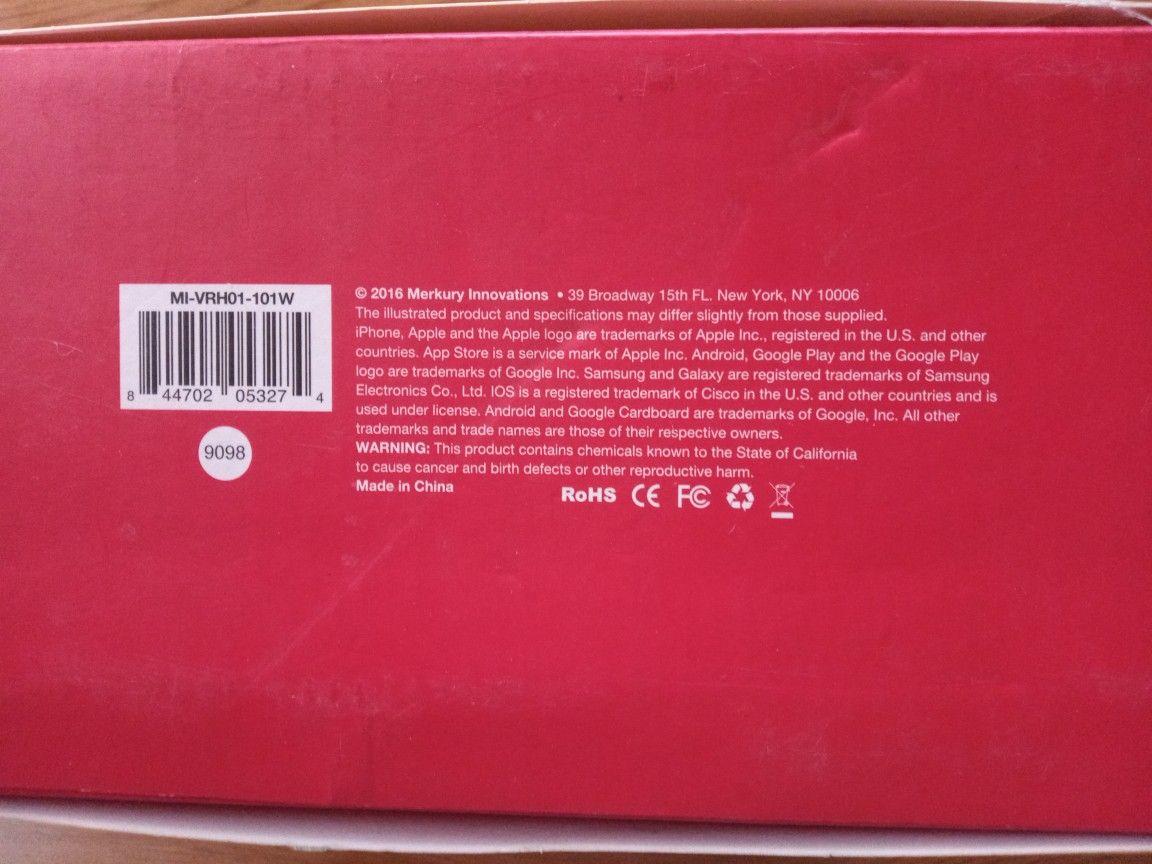 MI-VRH01-101W
8 44702 05327 4
9098
© 2016 Merkury Innovations • 39 Broadway 15th FL. New York, NY 10006
The illustrated product and specifications may differ slightly from those supplied.
iPhone, Apple and the Apple logo are trademarks of Apple Inc., registered in the U.S. and other
countries. App Store is a service mark of Apple Inc. Android, Google Play and the Google Play
logo are trademarks of Google Inc. Samsung and Galaxy are registered trademarks of Samsung
Electronics Co., Ltd. IOS is a registered trademark of Cisco in the U.S. and other countries and is
used under license. Android and Google Cardboard are trademarks of Google, Inc. All other
trademarks and trade names are those of their respective owners.
WARNING: This product contains chemicals known to the State of California
to cause cancer and birth defects or other reproductive harm.
Made in China
RoHS CE FC